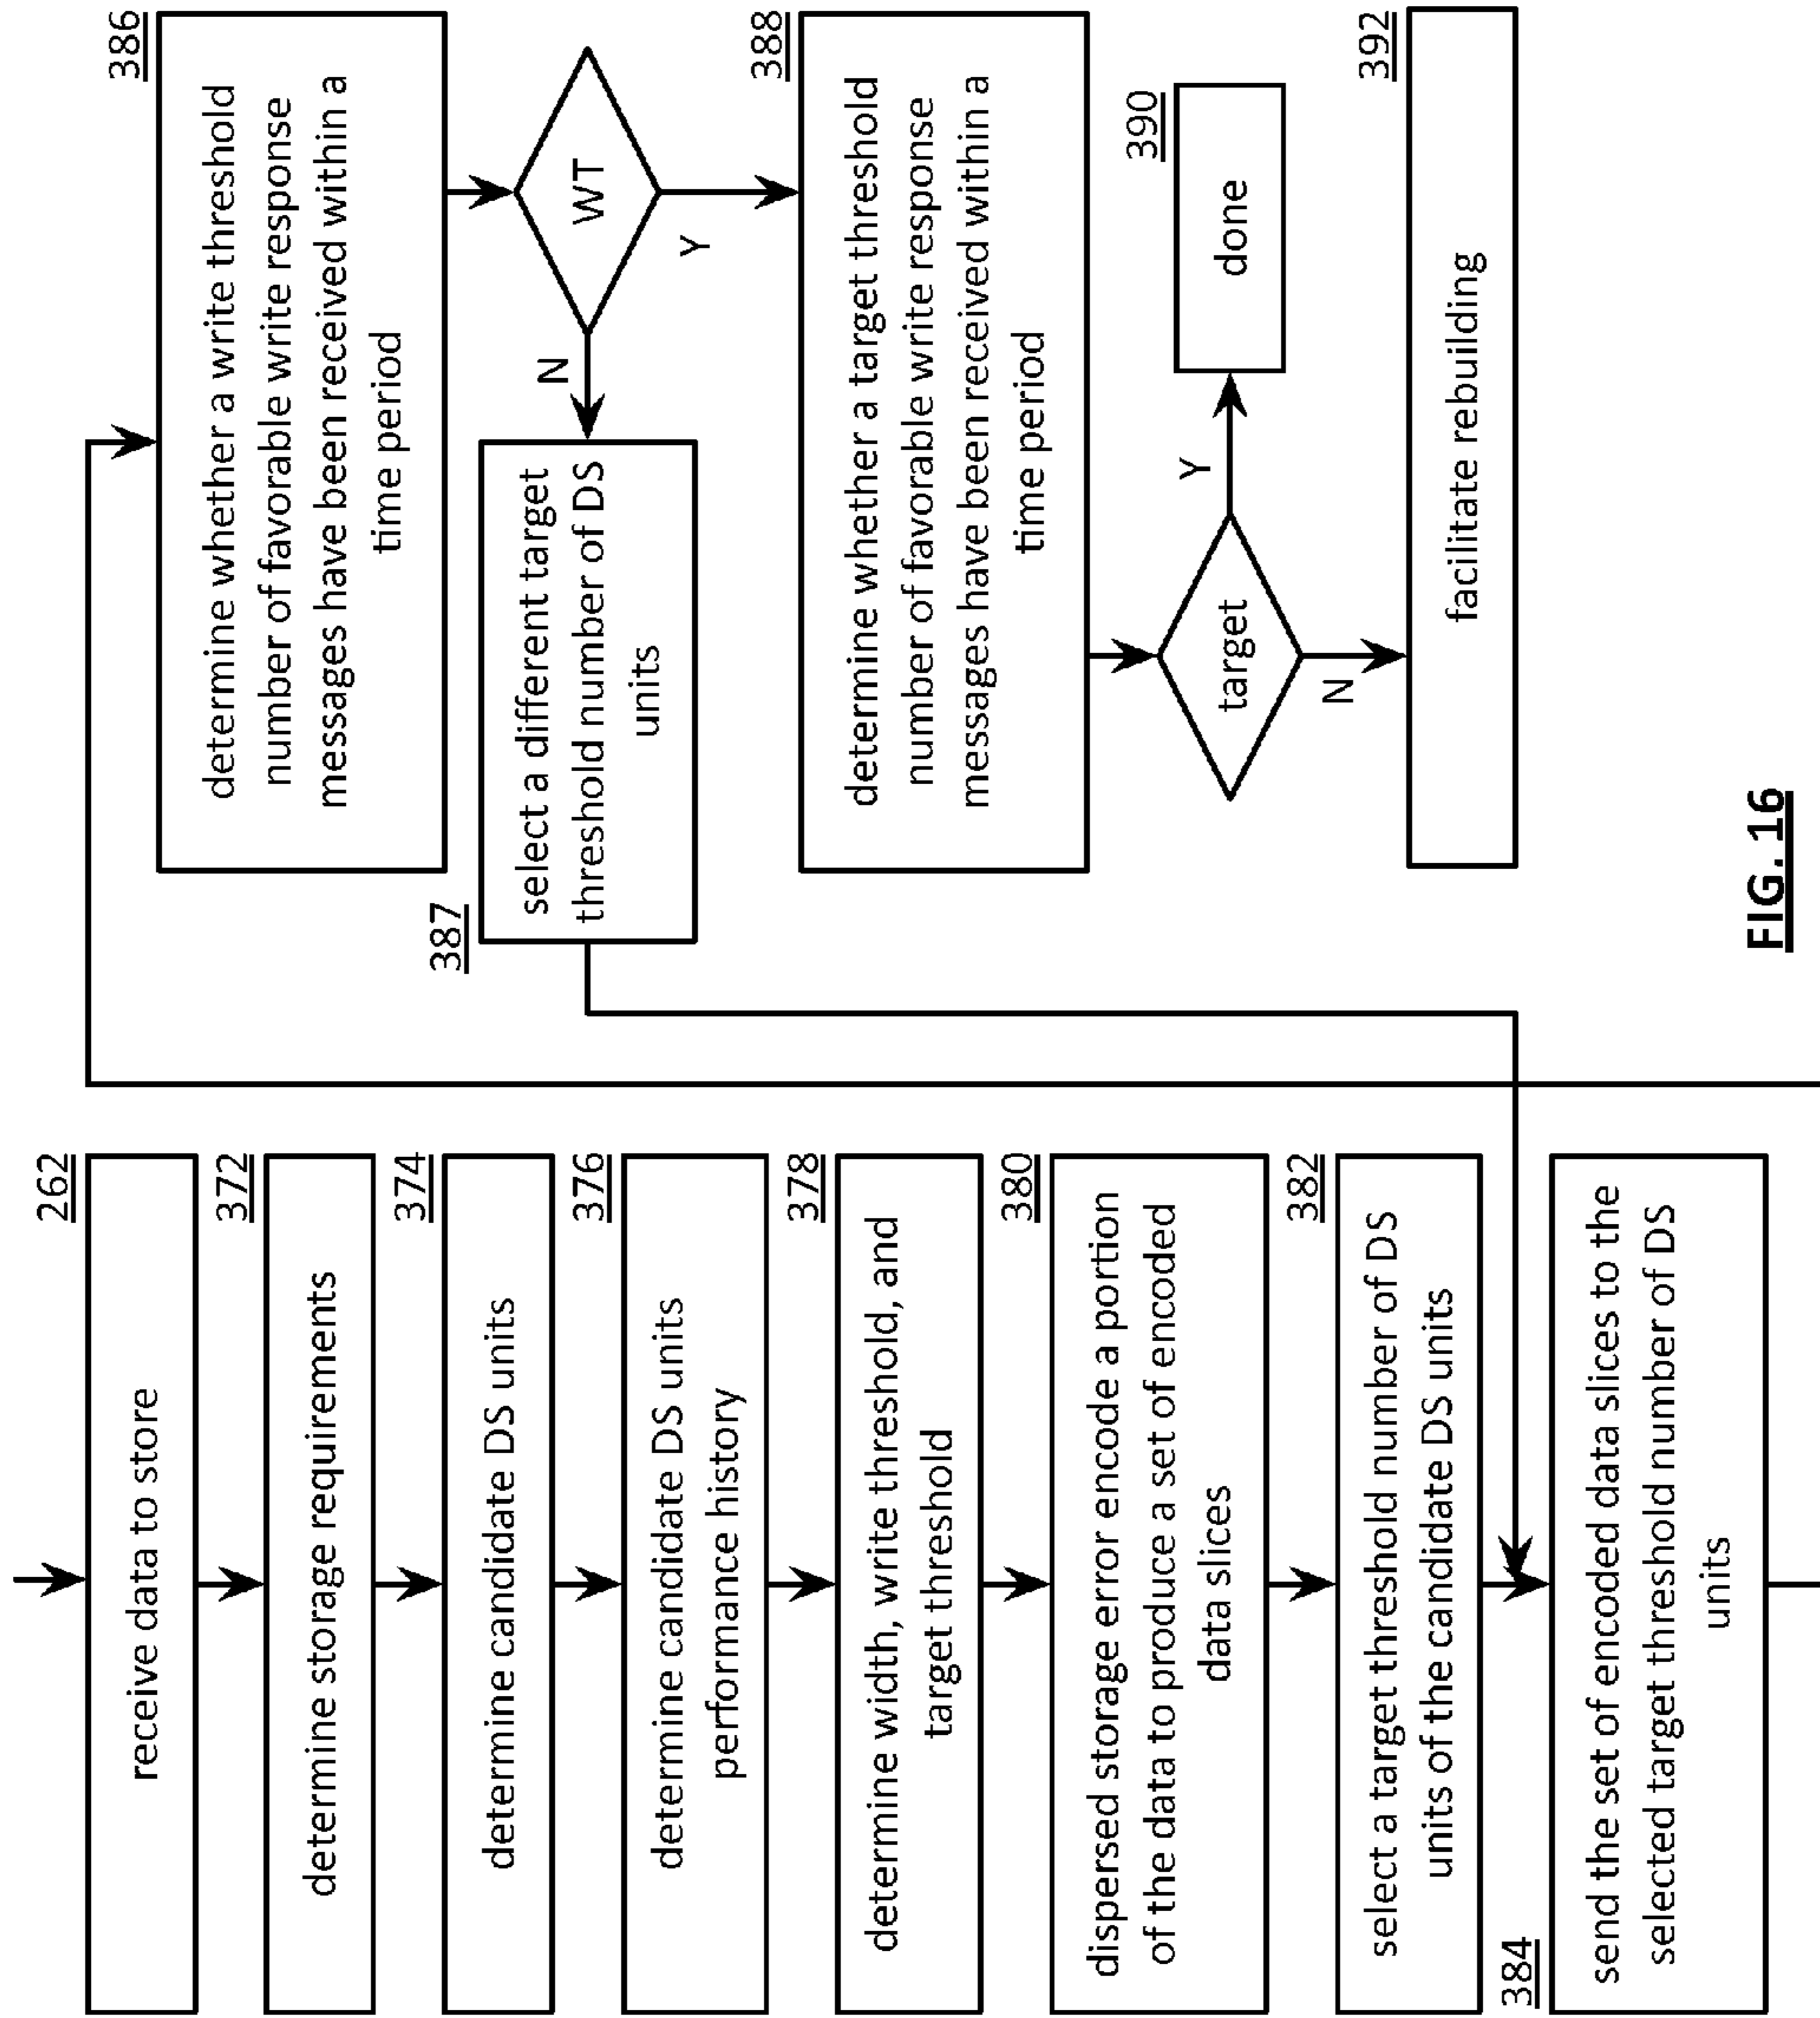 262
receive data to store
372
determine storage requirements
374
determine candidate DS units
376
determine candidate DS units
performance history
378
determine width, write threshold, and
target threshold
380
dispersed storage error encode a portion
of the data to produce a set of encoded
data slices
382
select a target threshold number of DS
units of the candidate DS units
384
send the set of encoded data slices to the
selected target threshold number of DS
units
386
determine whether a write threshold
number of favorable write response
messages have been received within a
time period
WT
N
Y
387
select a different target
threshold number of DS
units
388
determine whether a target threshold
number of favorable write response
messages have been received within a
time period
target
Y
N
390
done
392
facilitate rebuilding
FIG. 16